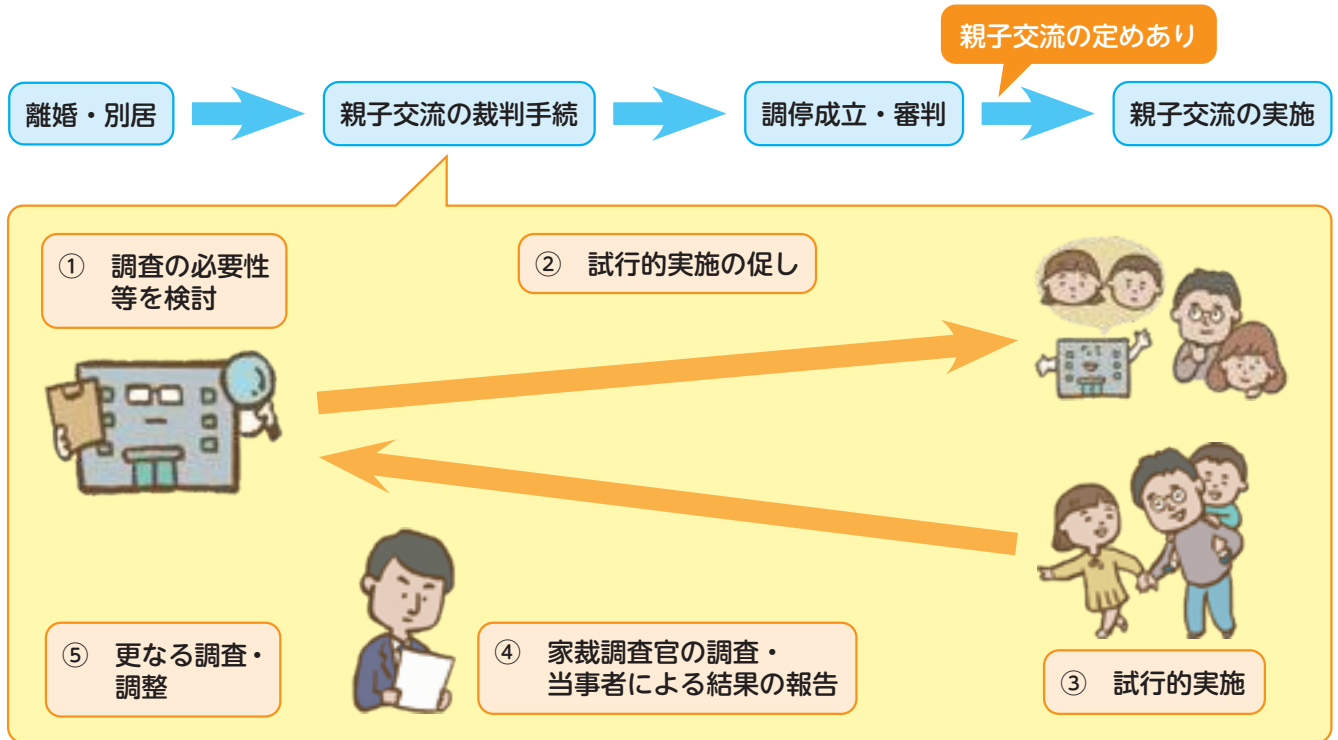 親子交流の定めあり
離婚・別居
親子交流の裁判手続
調停成立・審判
親子交流の実施
① 調査の必要性
等を検討
② 試行的実施の促し
③ 試行的実施
④ 家裁調査官の調査・
当事者による結果の報告
⑤ 更なる調査・
調整